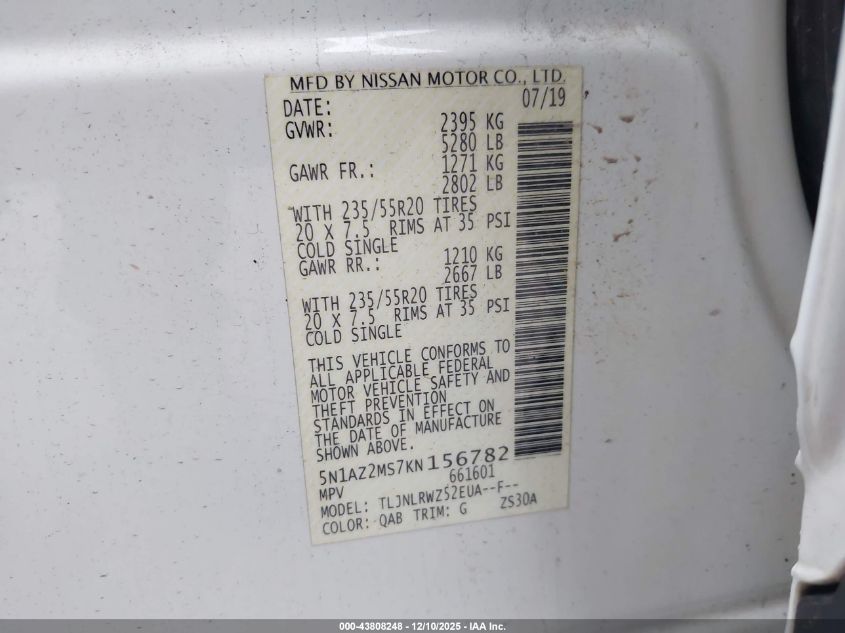 MFD BY NISSAN MOTOR CO., LTD.
DATE: 07/19
GVWR: 2395 KG
5280 LB
GAWR FR.: 1271 KG
2802 LB
WITH 235/55R20 TIRES
20 X 7.5 RIMS AT 35 PSI
COLD SINGLE
GAWR RR.: 1210 KG
2667 LB
WITH 235/55R20 TIRES
20 X 7.5 RIMS AT 35 PSI
COLD SINGLE
THIS VEHICLE CONFORMS TO
ALL APPLICABLE FEDERAL
MOTOR VEHICLE SAFETY AND
THEFT PREVENTION
STANDARDS IN EFFECT ON
THE DATE OF MANUFACTURE
SHOWN ABOVE.
5N1AZ2MS7KN156782
MPV 661601
MODEL: TLJNLRWZ52EUA--F--
COLOR: QAB TRIM: G ZS30A
000-43808248 - 12/10/2025 - IAA Inc.